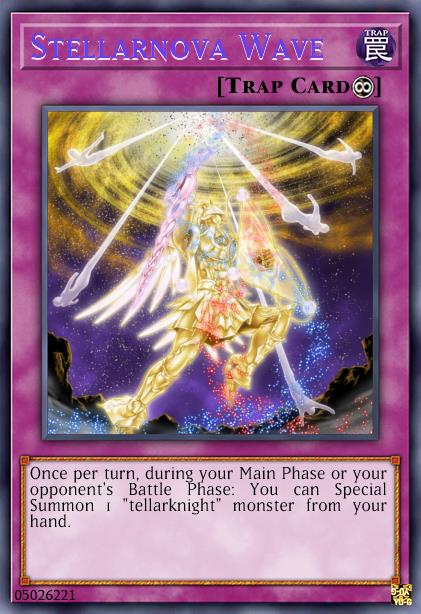 Stellarnova Wave
TRAP
罠
[Trap Card]
Once per turn, during your Main Phase or your
opponent's Battle Phase: You can Special
Summon 1 "tellarknight" monster from your
hand.
05026221